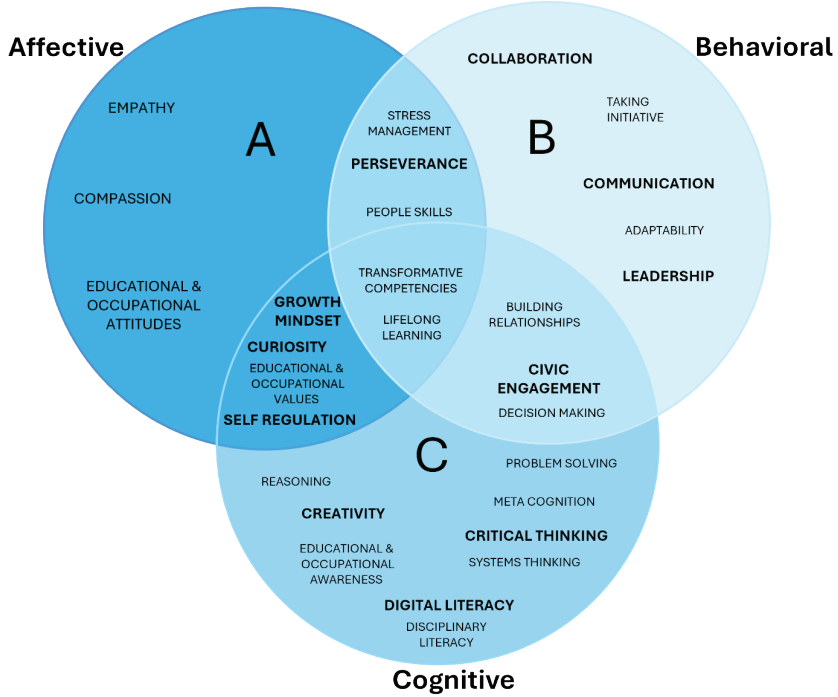 Affective
Behavioral
A
EMPATHY
COMPASSION
EDUCATIONAL &
OCCUPATIONAL
ATTITUDES
STRESS
MANAGEMENT
PERSEVERANCE
PEOPLE SKILLS
B
COLLABORATION
TAKING
INITIATIVE
COMMUNICATION
ADAPTABILITY
LEADERSHIP
TRANSFORMATIVE
COMPETENCIES
LIFELONG
LEARNING
GROWTH
MINDSET
CURIOSITY
EDUCATIONAL &
OCCUPATIONAL
VALUES
SELF REGULATION
BUILDING
RELATIONSHIPS
CIVIC
ENGAGEMENT
DECISION MAKING
C
REASONING
CREATIVITY
EDUCATIONAL &
OCCUPATIONAL
AWARENESS
PROBLEM SOLVING
META COGNITION
CRITICAL THINKING
SYSTEMS THINKING
DIGITAL LITERACY
DISCIPLINARY
LITERACY
Cognitive